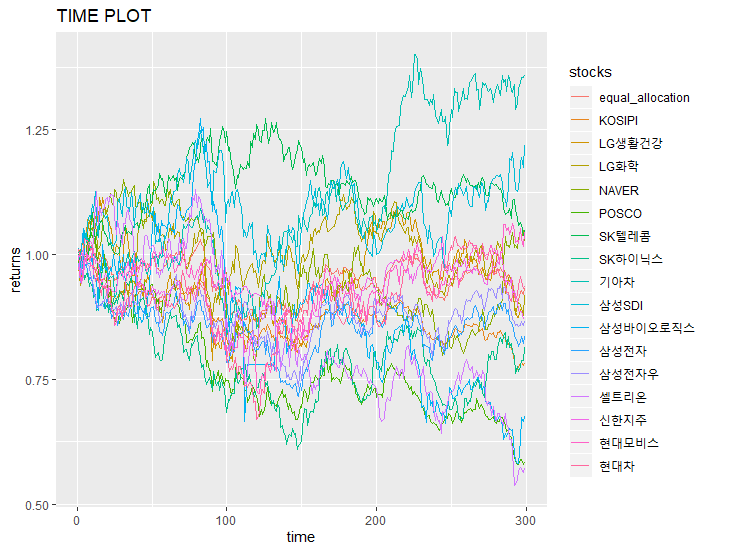 TIME PLOT
returns
1.25
1.00
0.75
0.50
0
100
200
300
time
stocks
equal_allocation
KOSIPI
LG생활건강
LG화학
NAVER
POSCO
SK텔레콤
SK하이닉스
기아차
삼성SDI
삼성바이오로직스
삼성전자
삼성전자우
셀트리온
신한지주
현대모비스
현대차